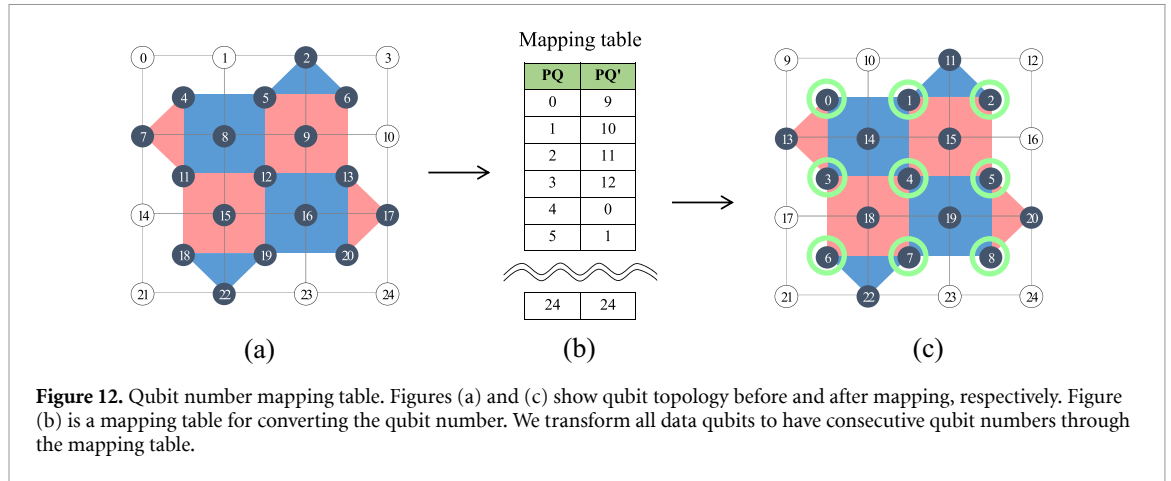 0 1 2 3
4 5 6
7 8 9 10
11 12 13
14 15 16 17
18 19 20
21 22 23 24
(a)
Mapping table
PQ PQ'
0 9
1 10
2 11
3 12
4 0
5 1
24 24
(b)
9 10 11 12
0 1 2
13 14 15 16
3 4 5
17 18 19 20
6 7 8
21 22 23 24
(c)
Figure 12. Qubit number mapping table. Figures (a) and (c) show qubit topology before and after mapping, respectively. Figure
(b) is a mapping table for converting the qubit number. We transform all data qubits to have consecutive qubit numbers through
the mapping table.